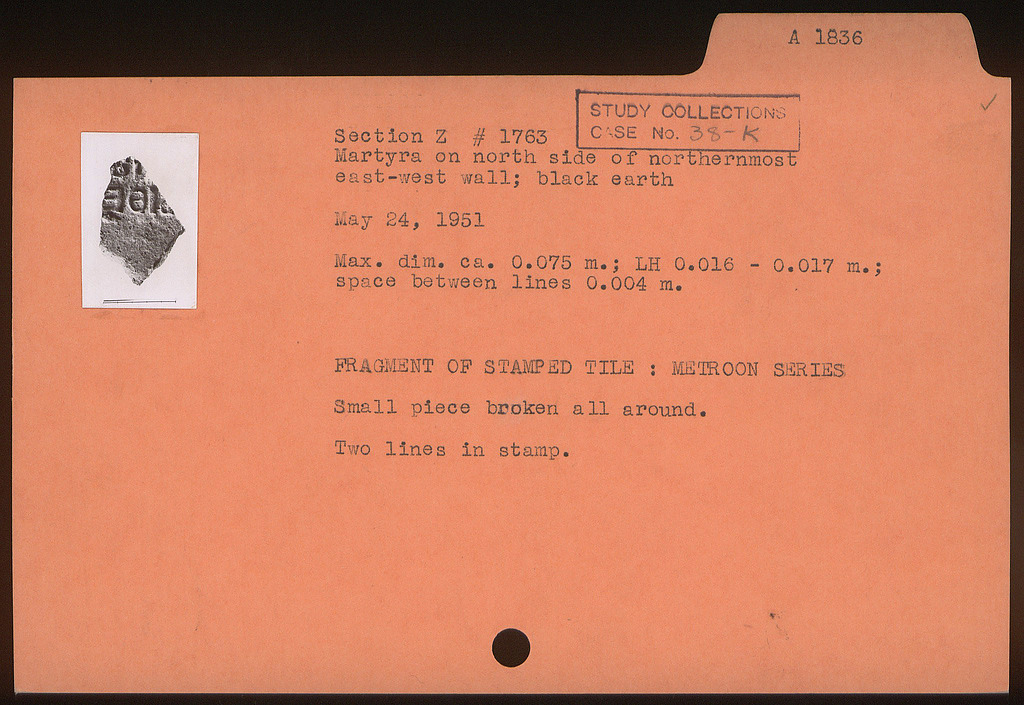 A 1836
STUDY COLLECTIONS
CASE No. 38-K
Section Z # 1763
Martyra on north side of northernmost
east-west wall; black earth
May 24, 1951
Max. dim. ca. 0.075 m.; LH 0.016 - 0.017 m.;
space between lines 0.004 m.
FRAGMENT OF STAMPED TILE : METROON SERIES
Small piece broken all around.
Two lines in stamp.